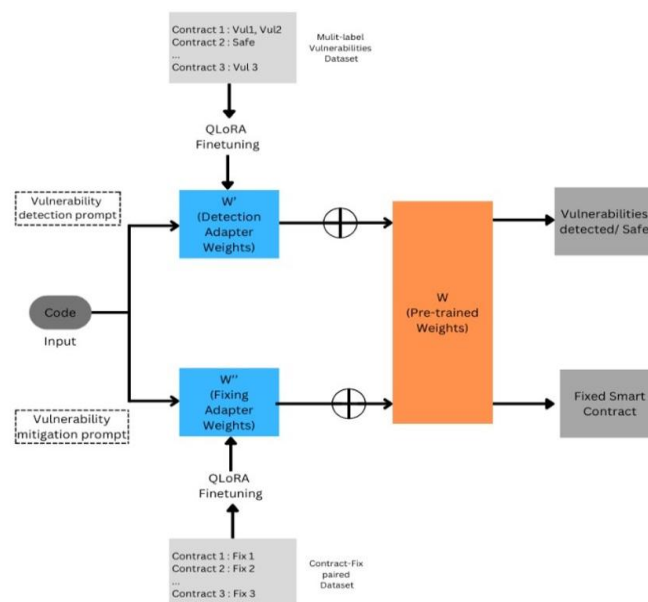 Contract 1 : Vul1, Vul2
Contract 2 : Safe
...
Contract 3 : Vul 3
Mulit-label
Vulnerabilities
Dataset
QLoRA
Finetuning
Vulnerability
detection prompt
W'
(Detection
Adapter
Weights)
Vulnerabilities
detected/ Safe
Code
Input
W
(Pre-trained
Weights)
W''
(Fixing
Adapter
Weights)
Fixed Smart
Contract
Vulnerability
mitigation prompt
QLoRA
Finetuning
Contract 1 : Fix 1
Contract 2 : Fix 2
...
Contract 3 : Fix 3
Contract-Fix
paired
Dataset